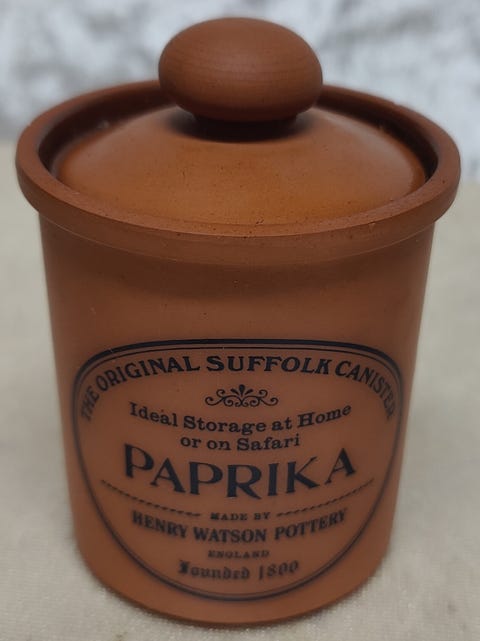 THE ORIGINAL SUFFOLK CANISTER
Ideal Storage at Home
or on Safari
PAPRIKA
MADE BY
HENRY WATSON POTTERY
ENGLAND
Founded 1800